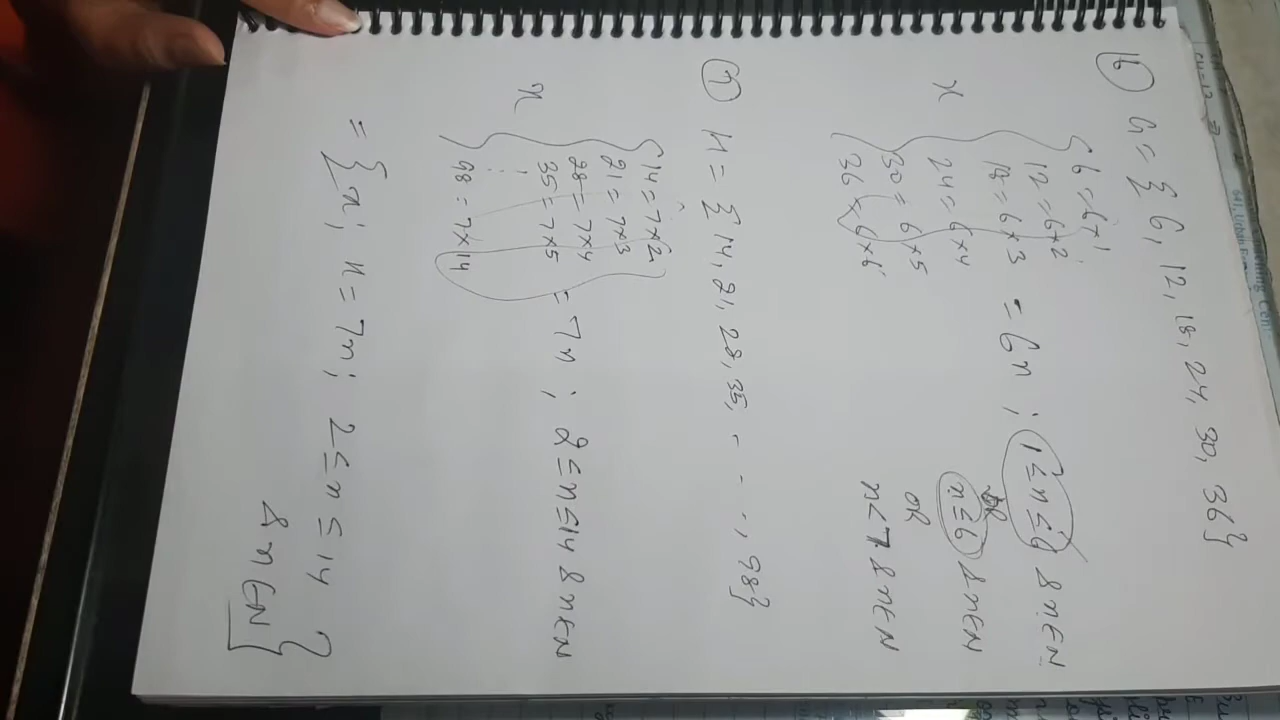 16 G = { 6, 12, 18, 24, 30, 36}
x
6 = 6×1
12 = 6×2
18 = 6×3 = 6n ; 1 ≤ n ≤ 6 & n∈N
24 = 6×4 or n ≤ 6 & n∈N
30 = 6×5 or
36 × 6×6 n < 7 & n∈N
H = { 14, 21, 28, 35, - - - , 98}
x
14 = 7×2
21 = 7×3
28 = 7×4
35 = 7×5 = 7n ; 2 ≤ n ≤ 14 & n∈N
⋮
98 = 7×14
= { x ; x = 7n ; 2 ≤ n ≤ 14
& n∈N }